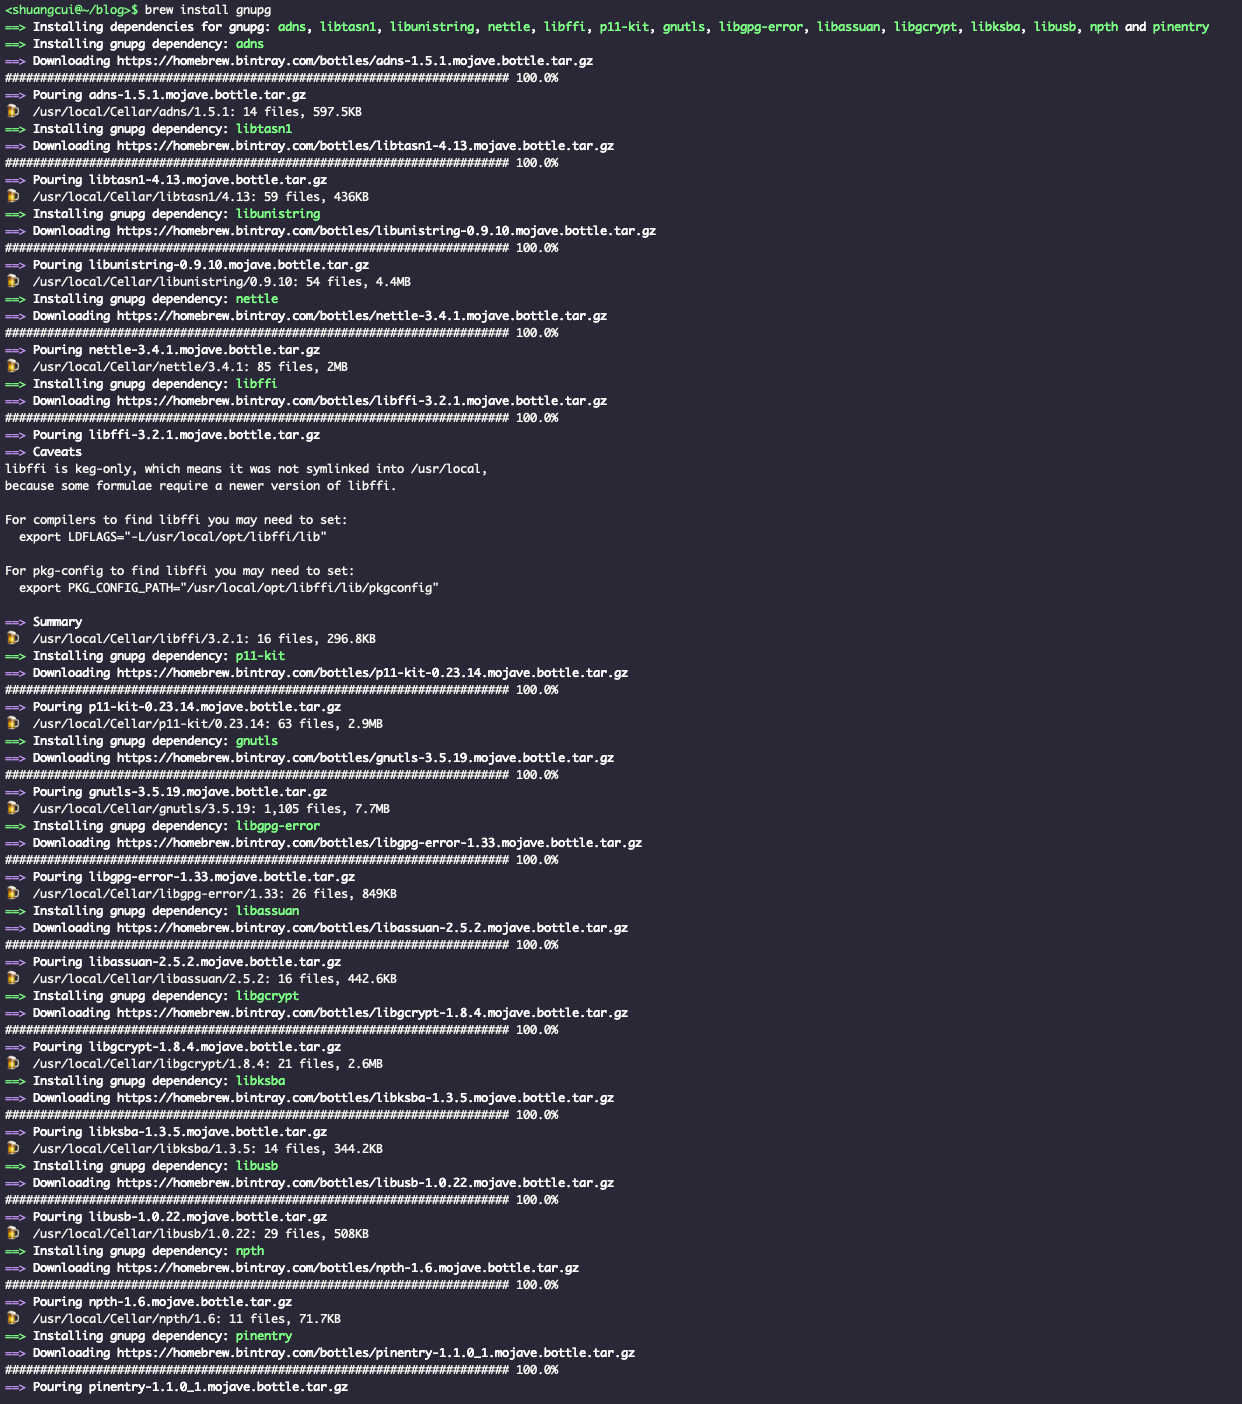 <shuangcui@~/blog>$ brew install gnupg
==> Installing dependencies for gnupg: adns, libtasn1, libunistring, nettle, libffi, p11-kit, gnutls, libgpg-error, libassuan, libgcrypt, libksba, libusb, npth and pinentry
==> Installing gnupg dependency: adns
==> Downloading https://homebrew.bintray.com/bottles/adns-1.5.1.mojave.bottle.tar.gz
######################################################################## 100.0%
==> Pouring adns-1.5.1.mojave.bottle.tar.gz
🍺  /usr/local/Cellar/adns/1.5.1: 14 files, 597.5KB
==> Installing gnupg dependency: libtasn1
==> Downloading https://homebrew.bintray.com/bottles/libtasn1-4.13.mojave.bottle.tar.gz
######################################################################## 100.0%
==> Pouring libtasn1-4.13.mojave.bottle.tar.gz
🍺  /usr/local/Cellar/libtasn1/4.13: 59 files, 436KB
==> Installing gnupg dependency: libunistring
==> Downloading https://homebrew.bintray.com/bottles/libunistring-0.9.10.mojave.bottle.tar.gz
######################################################################## 100.0%
==> Pouring libunistring-0.9.10.mojave.bottle.tar.gz
🍺  /usr/local/Cellar/libunistring/0.9.10: 54 files, 4.4MB
==> Installing gnupg dependency: nettle
==> Downloading https://homebrew.bintray.com/bottles/nettle-3.4.1.mojave.bottle.tar.gz
######################################################################## 100.0%
==> Pouring nettle-3.4.1.mojave.bottle.tar.gz
🍺  /usr/local/Cellar/nettle/3.4.1: 85 files, 2MB
==> Installing gnupg dependency: libffi
==> Downloading https://homebrew.bintray.com/bottles/libffi-3.2.1.mojave.bottle.tar.gz
######################################################################## 100.0%
==> Pouring libffi-3.2.1.mojave.bottle.tar.gz
==> Caveats
libffi is keg-only, which means it was not symlinked into /usr/local,
because some formulae require a newer version of libffi.

For compilers to find libffi you may need to set:
  export LDFLAGS="-L/usr/local/opt/libffi/lib"

For pkg-config to find libffi you may need to set:
  export PKG_CONFIG_PATH="/usr/local/opt/libffi/lib/pkgconfig"

==> Summary
🍺  /usr/local/Cellar/libffi/3.2.1: 16 files, 296.8KB
==> Installing gnupg dependency: p11-kit
==> Downloading https://homebrew.bintray.com/bottles/p11-kit-0.23.14.mojave.bottle.tar.gz
######################################################################## 100.0%
==> Pouring p11-kit-0.23.14.mojave.bottle.tar.gz
🍺  /usr/local/Cellar/p11-kit/0.23.14: 63 files, 2.9MB
==> Installing gnupg dependency: gnutls
==> Downloading https://homebrew.bintray.com/bottles/gnutls-3.5.19.mojave.bottle.tar.gz
######################################################################## 100.0%
==> Pouring gnutls-3.5.19.mojave.bottle.tar.gz
🍺  /usr/local/Cellar/gnutls/3.5.19: 1,105 files, 7.7MB
==> Installing gnupg dependency: libgpg-error
==> Downloading https://homebrew.bintray.com/bottles/libgpg-error-1.33.mojave.bottle.tar.gz
######################################################################## 100.0%
==> Pouring libgpg-error-1.33.mojave.bottle.tar.gz
🍺  /usr/local/Cellar/libgpg-error/1.33: 26 files, 849KB
==> Installing gnupg dependency: libassuan
==> Downloading https://homebrew.bintray.com/bottles/libassuan-2.5.2.mojave.bottle.tar.gz
######################################################################## 100.0%
==> Pouring libassuan-2.5.2.mojave.bottle.tar.gz
🍺  /usr/local/Cellar/libassuan/2.5.2: 16 files, 442.6KB
==> Installing gnupg dependency: libgcrypt
==> Downloading https://homebrew.bintray.com/bottles/libgcrypt-1.8.4.mojave.bottle.tar.gz
######################################################################## 100.0%
==> Pouring libgcrypt-1.8.4.mojave.bottle.tar.gz
🍺  /usr/local/Cellar/libgcrypt/1.8.4: 21 files, 2.6MB
==> Installing gnupg dependency: libksba
==> Downloading https://homebrew.bintray.com/bottles/libksba-1.3.5.mojave.bottle.tar.gz
######################################################################## 100.0%
==> Pouring libksba-1.3.5.mojave.bottle.tar.gz
🍺  /usr/local/Cellar/libksba/1.3.5: 14 files, 344.2KB
==> Installing gnupg dependency: libusb
==> Downloading https://homebrew.bintray.com/bottles/libusb-1.0.22.mojave.bottle.tar.gz
######################################################################## 100.0%
==> Pouring libusb-1.0.22.mojave.bottle.tar.gz
🍺  /usr/local/Cellar/libusb/1.0.22: 29 files, 508KB
==> Installing gnupg dependency: npth
==> Downloading https://homebrew.bintray.com/bottles/npth-1.6.mojave.bottle.tar.gz
######################################################################## 100.0%
==> Pouring npth-1.6.mojave.bottle.tar.gz
🍺  /usr/local/Cellar/npth/1.6: 11 files, 71.7KB
==> Installing gnupg dependency: pinentry
==> Downloading https://homebrew.bintray.com/bottles/pinentry-1.1.0_1.mojave.bottle.tar.gz
######################################################################## 100.0%
==> Pouring pinentry-1.1.0_1.mojave.bottle.tar.gz